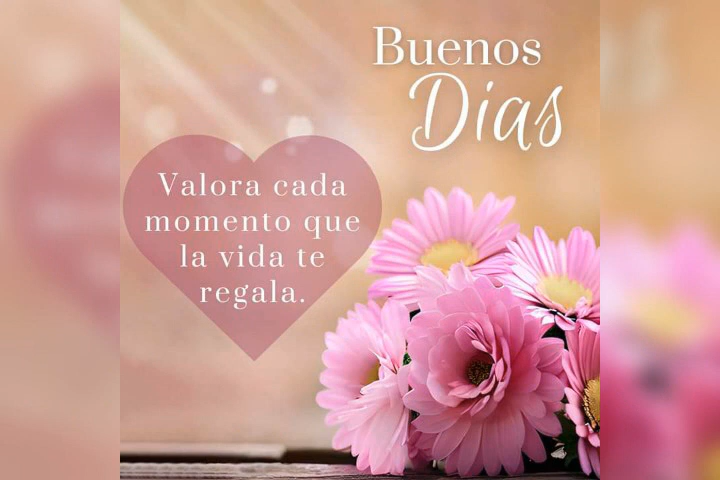 Buenos
Dias
Valora cada
momento que
la vida te
regala.